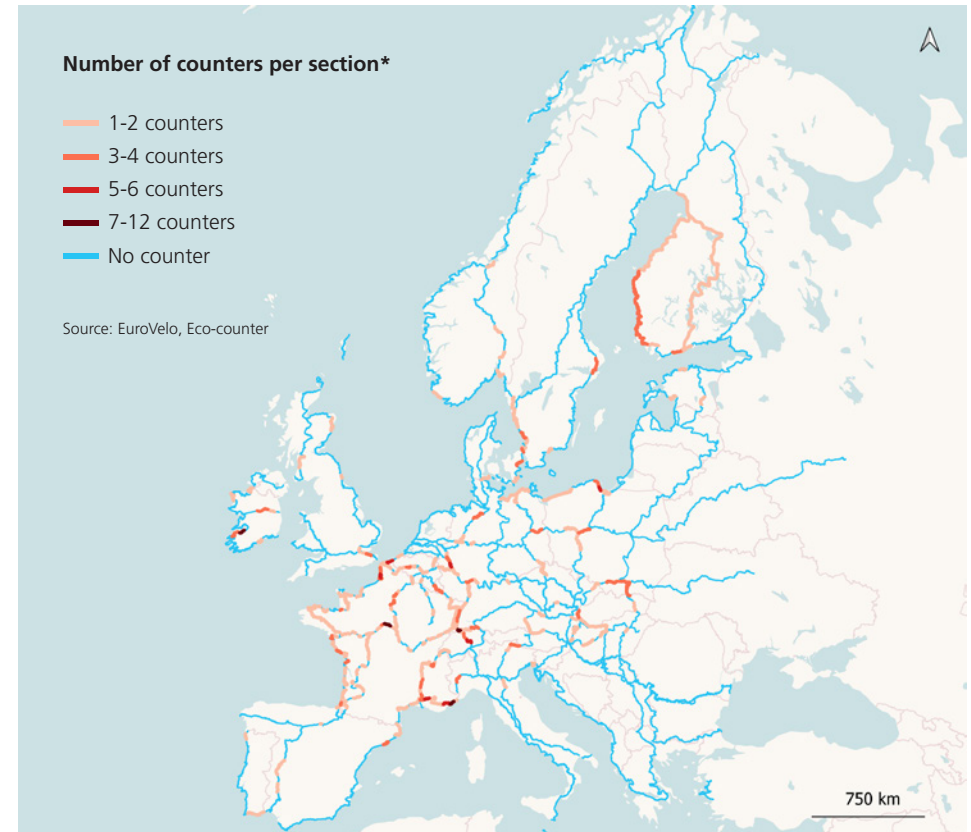 Number of counters per section*
1-2 counters
3-4 counters
5-6 counters
7-12 counters
No counter
Source: EuroVelo, Eco-counter
750 km